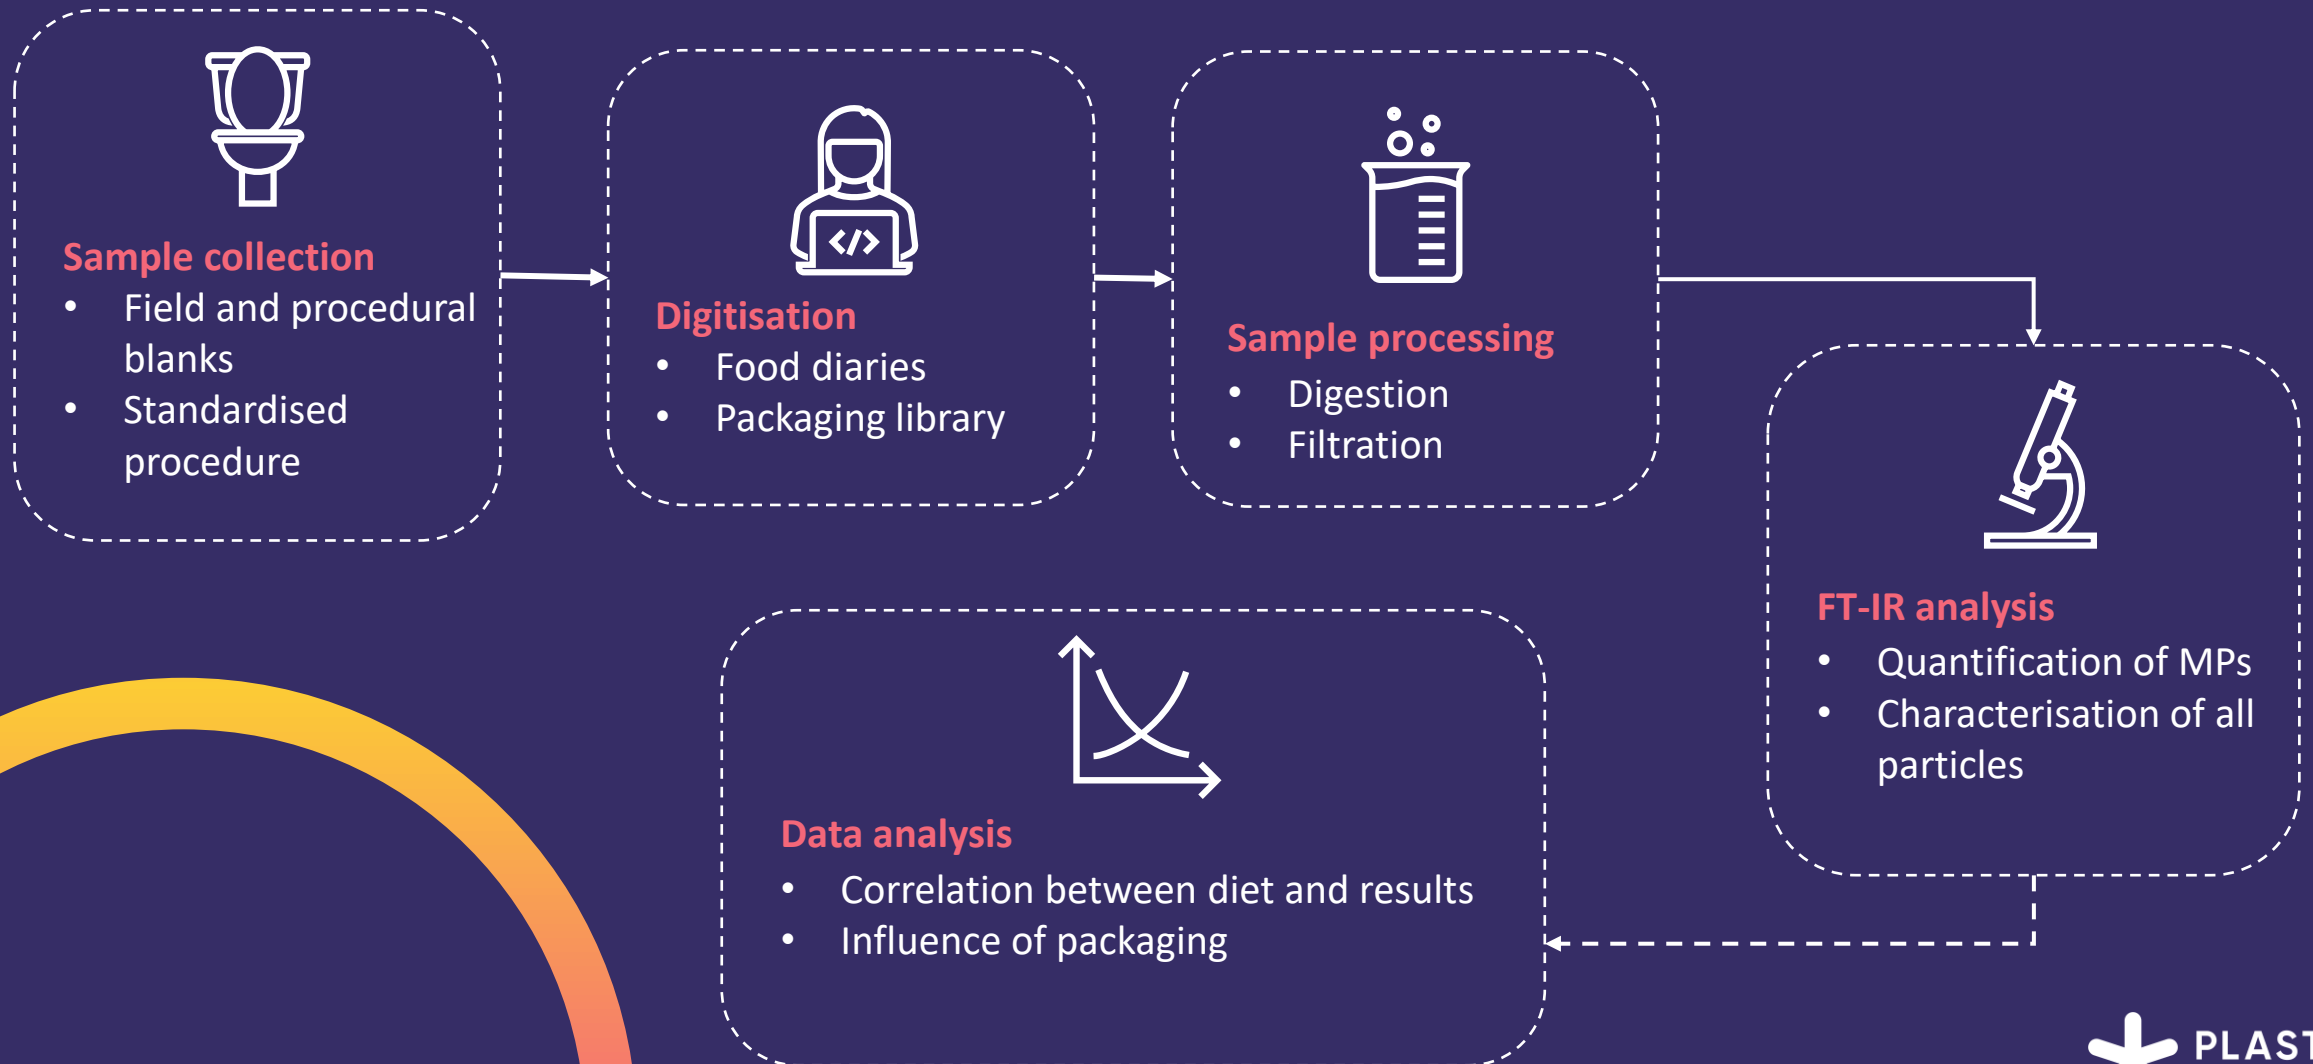 Sample collection
• Field and procedural
blanks
• Standardised
procedure
</>
Digitisation
• Food diaries
• Packaging library
Sample processing
• Digestion
• Filtration
FT-IR analysis
• Quantification of MPs
• Characterisation of all
particles
Data analysis
• Correlation between diet and results
• Influence of packaging
PLAST